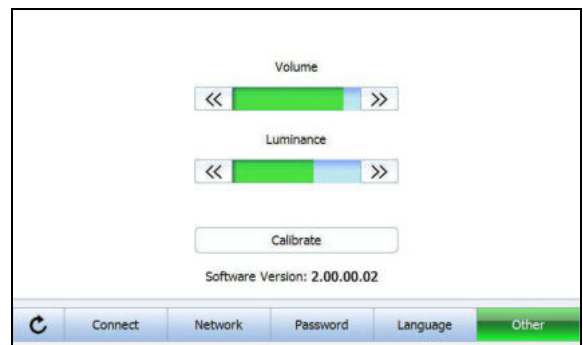 Volume
<< >>
Luminance
<< >>
Calibrate
Software Version: 2.00.00.02
Connect Network Password Language Other